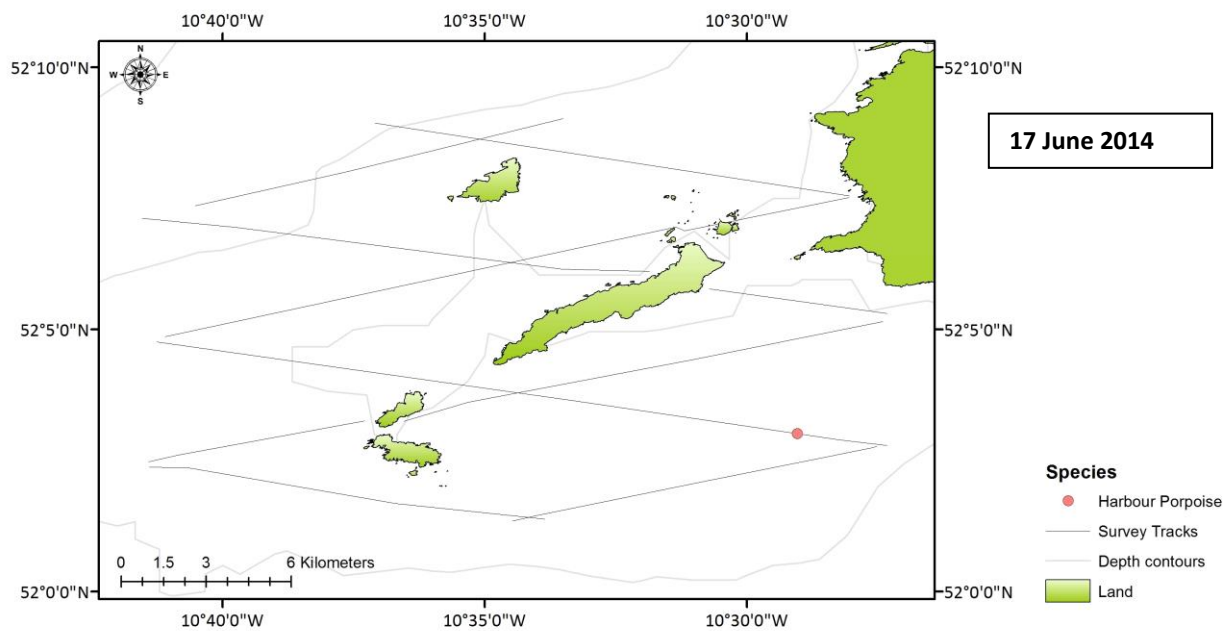 10°40'0"W 10°35'0"W 10°30'0"W
52°10'0"N 52°10'0"N
N
W E
S
17 June 2014
52°5'0"N 52°5'0"N
Species
Harbour Porpoise
Survey Tracks
Depth contours
Land
0 1.5 3 6 Kilometers
52°0'0"N 52°0'0"N
10°40'0"W 10°35'0"W 10°30'0"W